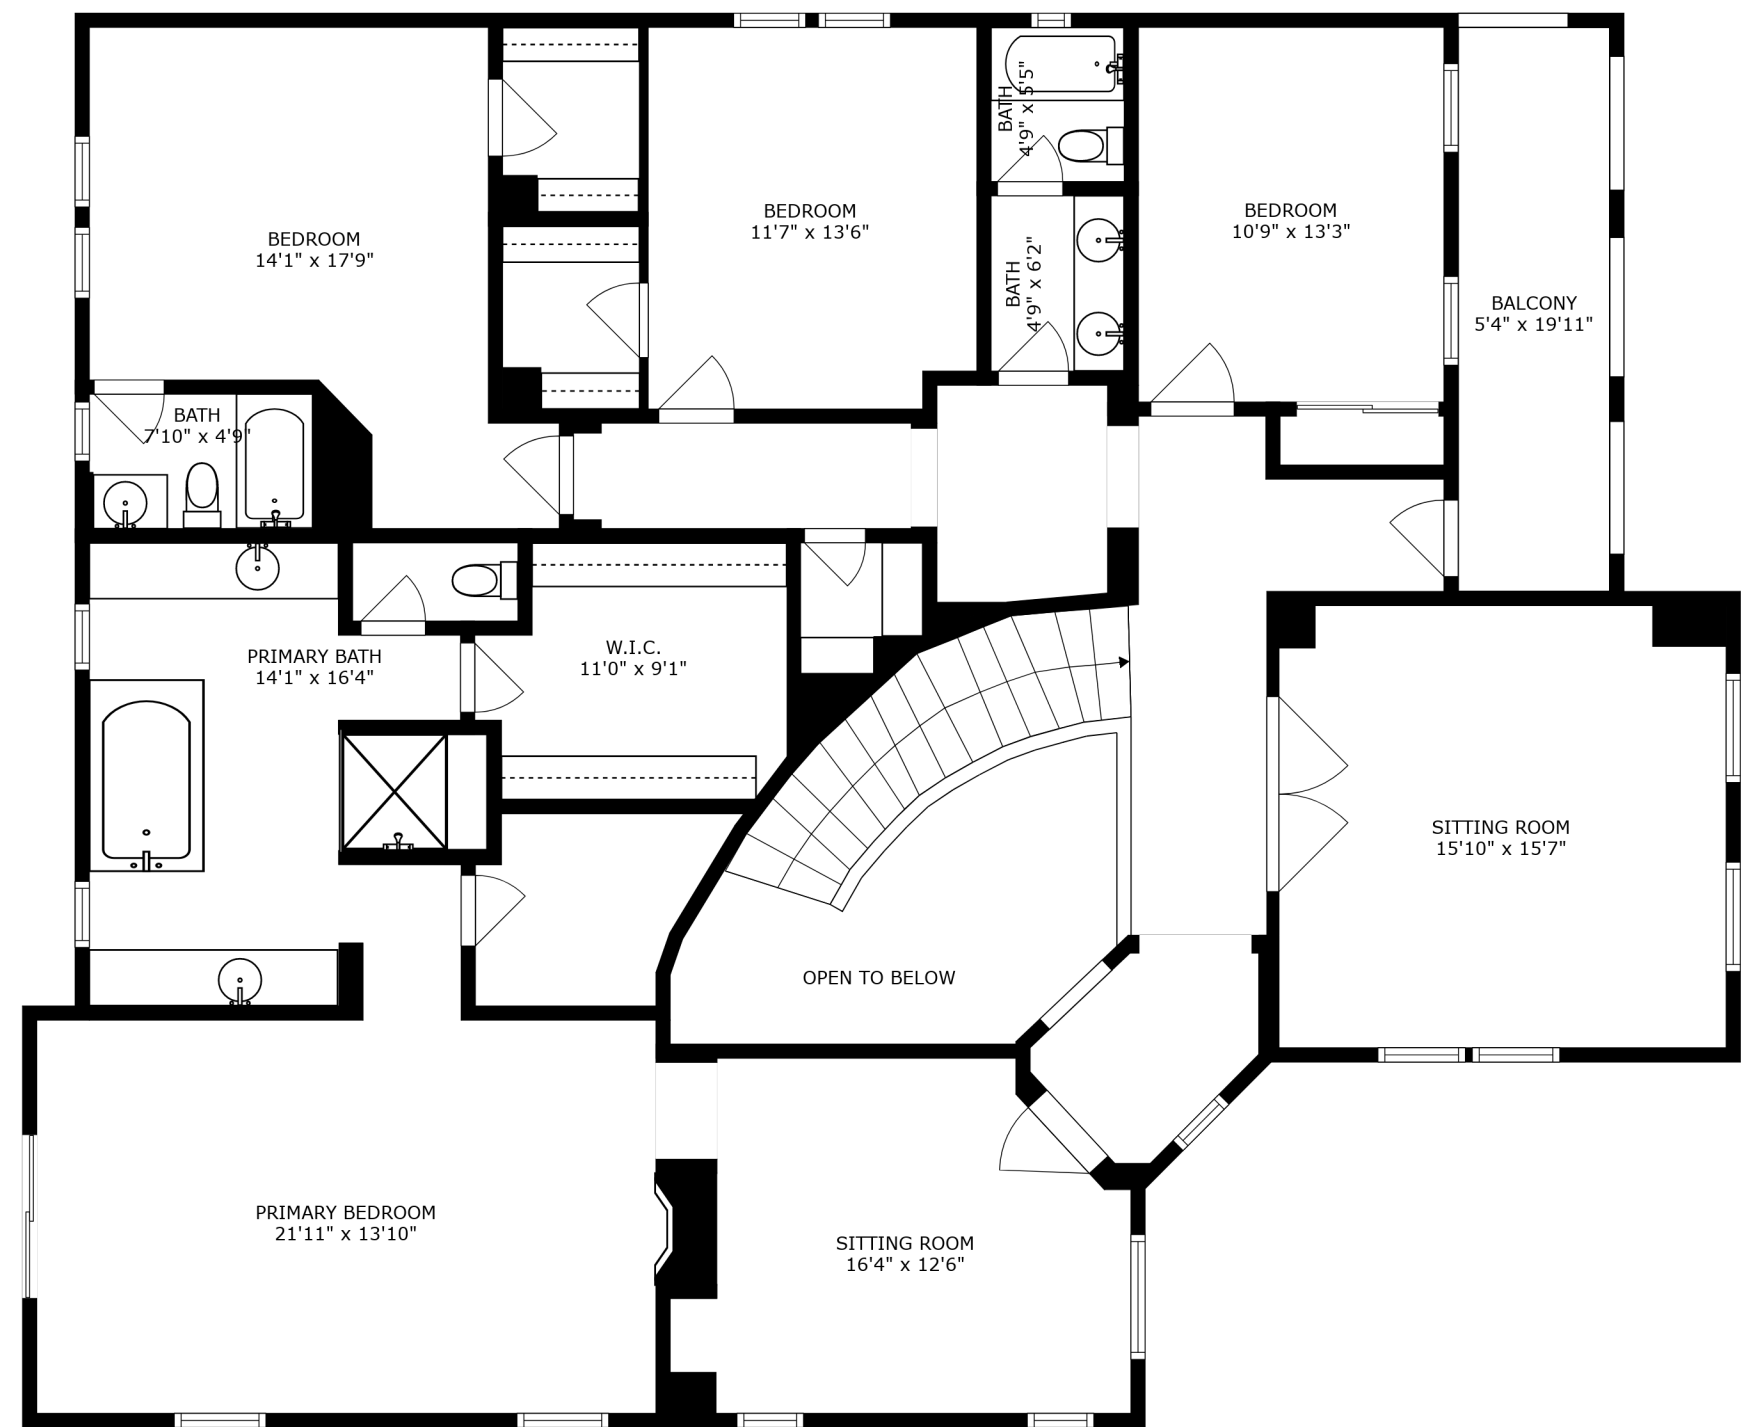 BEDROOM
14'1" x 17'9"
BEDROOM
11'7" x 13'6"
BATH
4'9" x 5'5"
BATH
4'9" x 6'2"
BEDROOM
10'9" x 13'3"
BALCONY
5'4" x 19'11"
BATH
7'10" x 4'9"
PRIMARY BATH
14'1" x 16'4"
W.I.C.
11'0" x 9'1"
SITTING ROOM
15'10" x 15'7"
OPEN TO BELOW
PRIMARY BEDROOM
21'11" x 13'10"
SITTING ROOM
16'4" x 12'6"